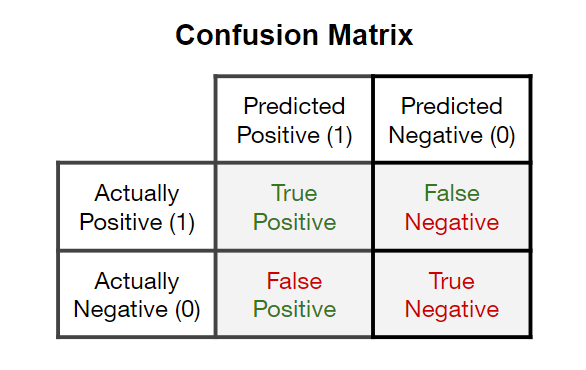 Confusion Matrix
Predicted
Positive (1)
Predicted
Negative (0)
Actually
Positive (1)
True
Positive
False
Negative
Actually
Negative (0)
False
Positive
True
Negative